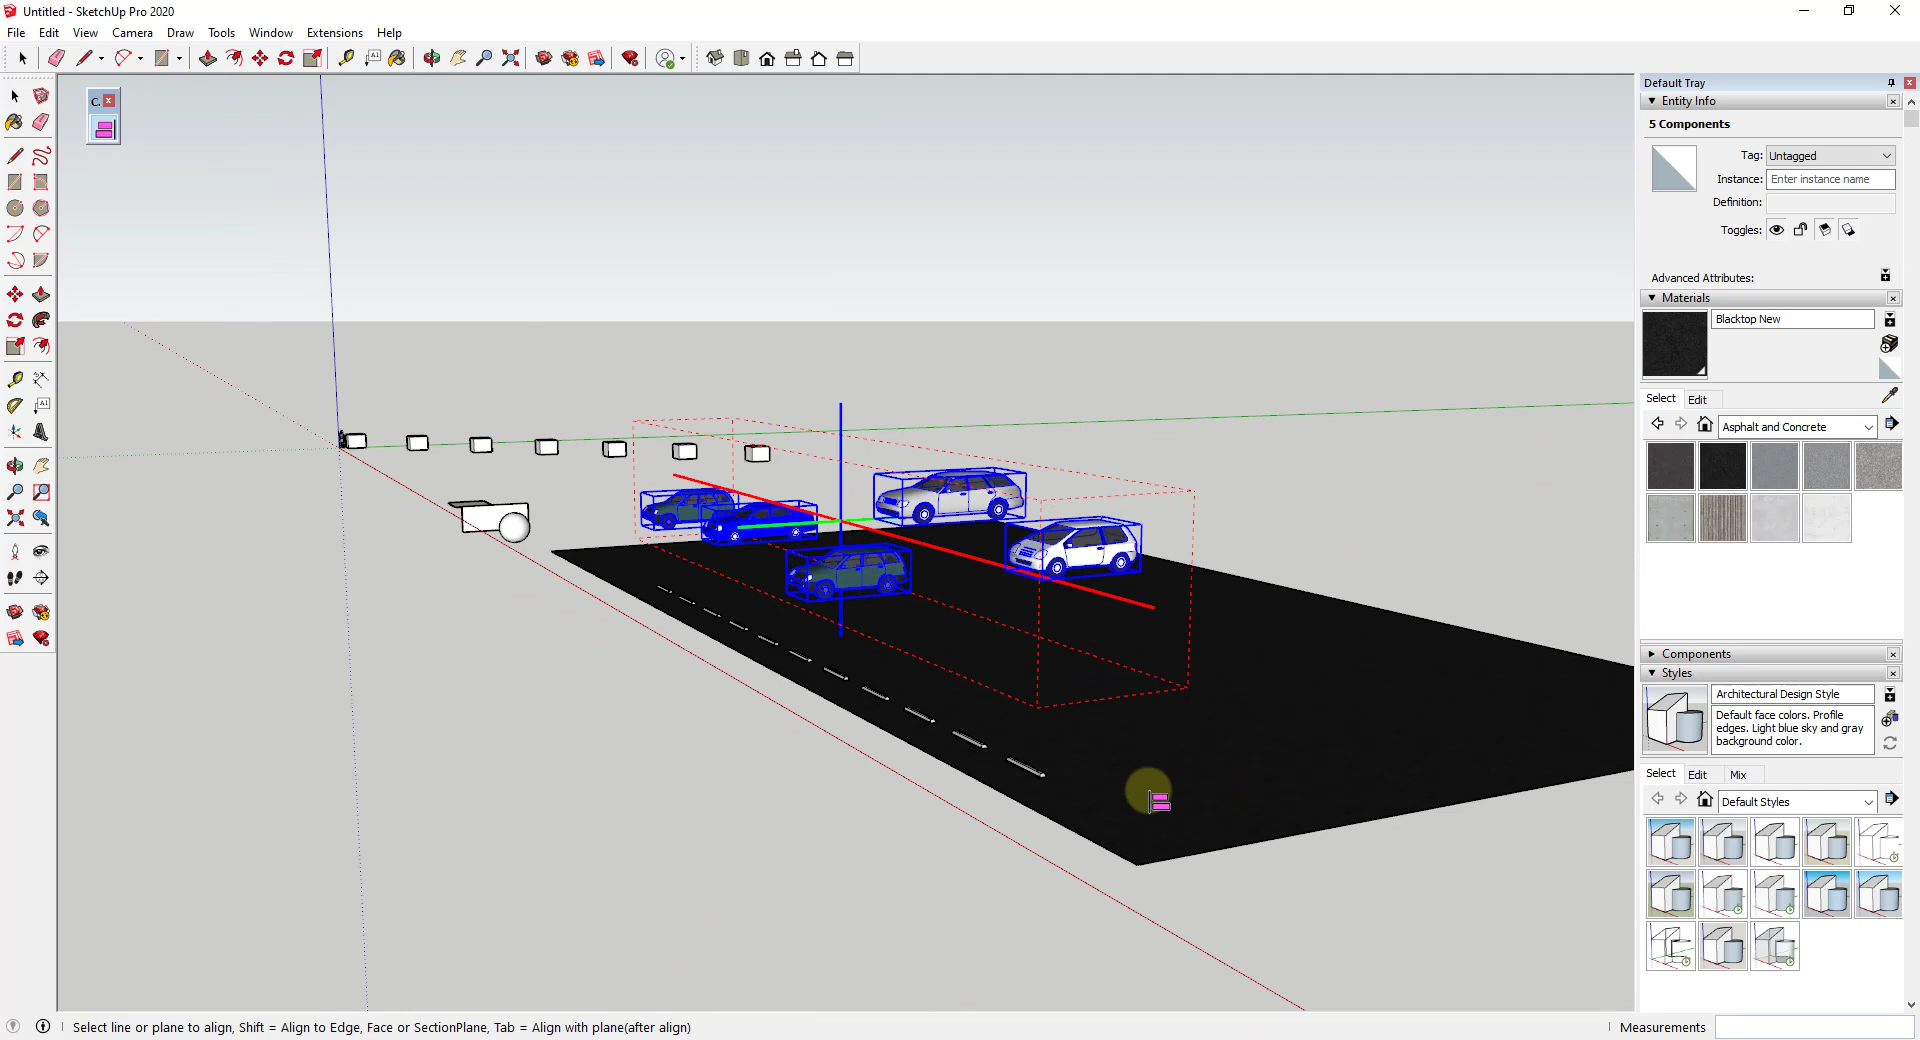 Untitled - SketchUp Pro 2020
File Edit View Camera Draw Tools Window Extensions Help
C.
Default Tray
Entity Info
5 Components
Tag: Untagged
Instance: Enter instance name
Definition:
Toggles:
Advanced Attributes:
Materials
Blacktop New
Select Edit
Asphalt and Concrete
Components
Styles
Architectural Design Style
Default face colors. Profile
edges. Light blue sky and gray
background color.
Select Edit Mix
Default Styles
Select line or plane to align, Shift = Align to Edge, Face or SectionPlane, Tab = Align with plane(after align)
Measurements